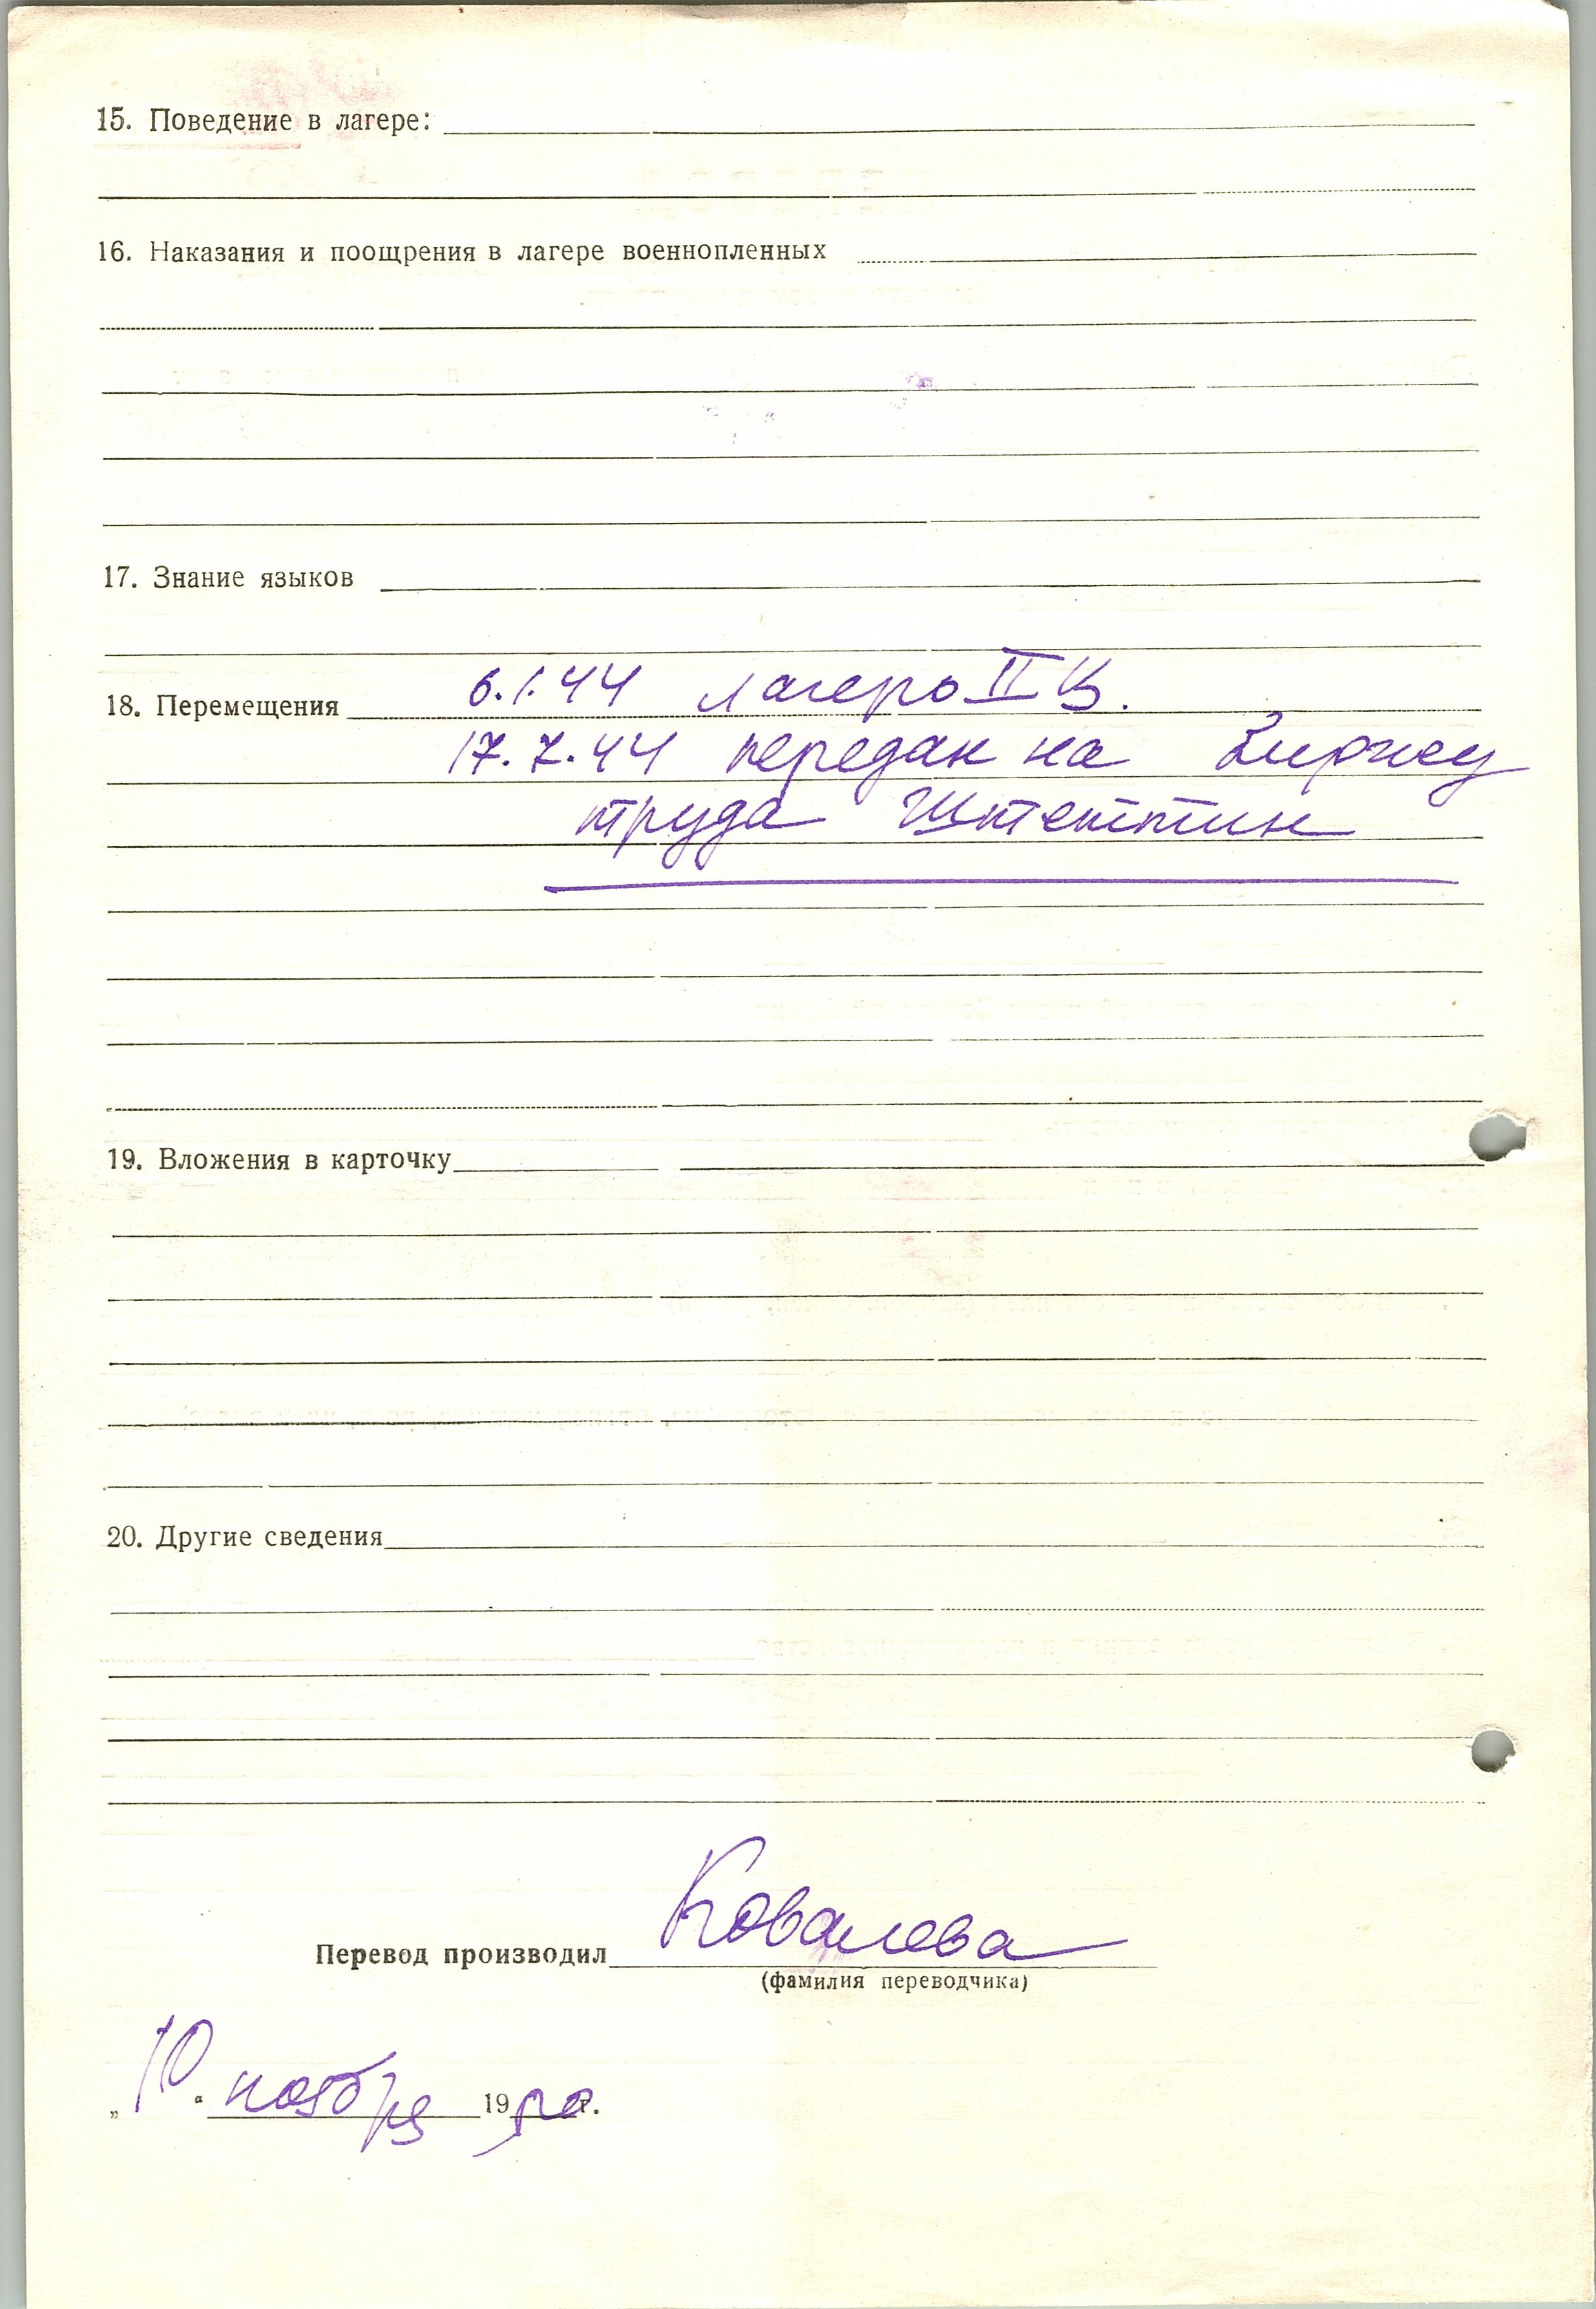 15. Поведение в лагере:
16. Наказания и поощрения в лагере военнопленных
17. Знание языков
18. Перемещения 6.1.44 лагерь II В.
17.7.44 передан на биржу
труда Штеттин
19. Вложения в карточку
20. Другие сведения
Перевод производил Ковалева
(фамилия переводчика)
„10“ ноября 1950 г.